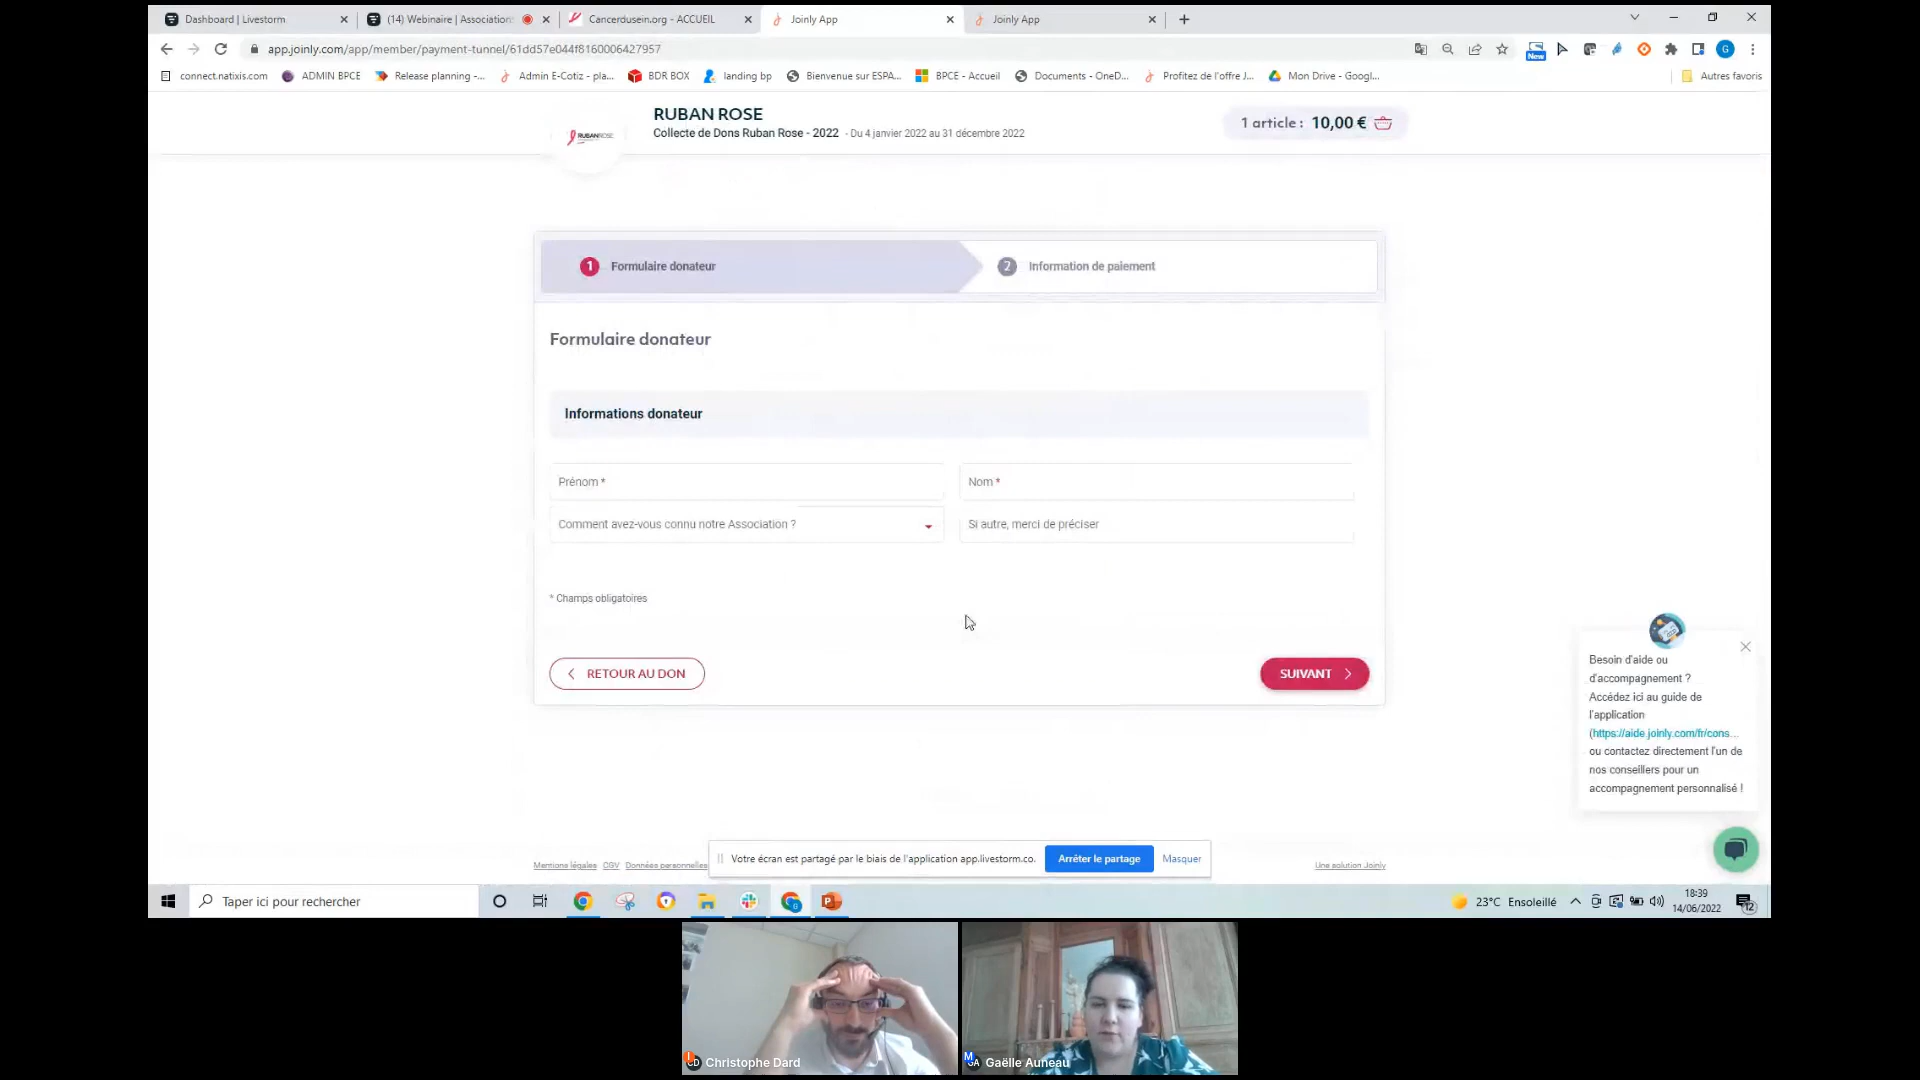 Dashboard | Livestorm
(14) Webinaire | Association
Cancerdusein.org - ACCUEIL
Joinly App
Joinly App
app.joinly.com/app/member/payment-tunnel/61dd57e044f8160006427957
New
G
connect.natixis.com
ADMIN BPCE
Release planning -...
Admin E-Cotiz - pla...
BDR BOX
landing bp
Bienvenue sur ESPA...
BPCE - Accueil
Documents - OneD...
Profitez de l'offre J...
Mon Drive - Googl...
Autres favoris
RUBANROSE
RUBAN ROSE
Collecte de Dons Ruban Rose - 2022 - Du 4 janvier 2022 au 31 décembre 2022
1 article : 10,00 €
1 Formulaire donateur
2 Information de paiement
Formulaire donateur
Informations donateur
Prénom *
Nom *
Comment avez-vous connu notre Association ?
Si autre, merci de préciser
* Champs obligatoires
RETOUR AU DON
SUIVANT
Besoin d'aide ou
d'accompagnement ?
Accédez ici au guide de
l'application
(https://aide.joinly.com/fr/cons...
ou contactez directement l'un de
nos conseillers pour un
accompagnement personnalisé !
Mentions légales CGV Données personnelles
Votre écran est partagé par le biais de l'application app.livestorm.co.
Arrêter le partage
Masquer
Une solution Joinly
Taper ici pour rechercher
23°C Ensoleillé
18:39
14/06/2022
12
CD Christophe Dard
GA Gaëlle Auneau